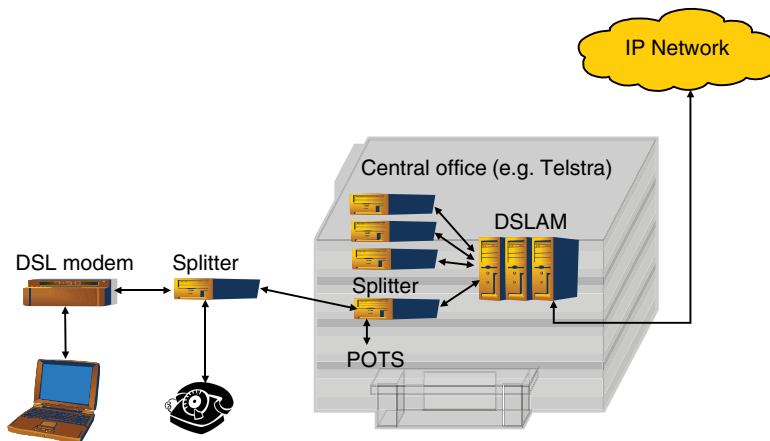 IP Network
Central office (e.g. Telstra)
DSLAM
DSL modem
Splitter
Splitter
POTS